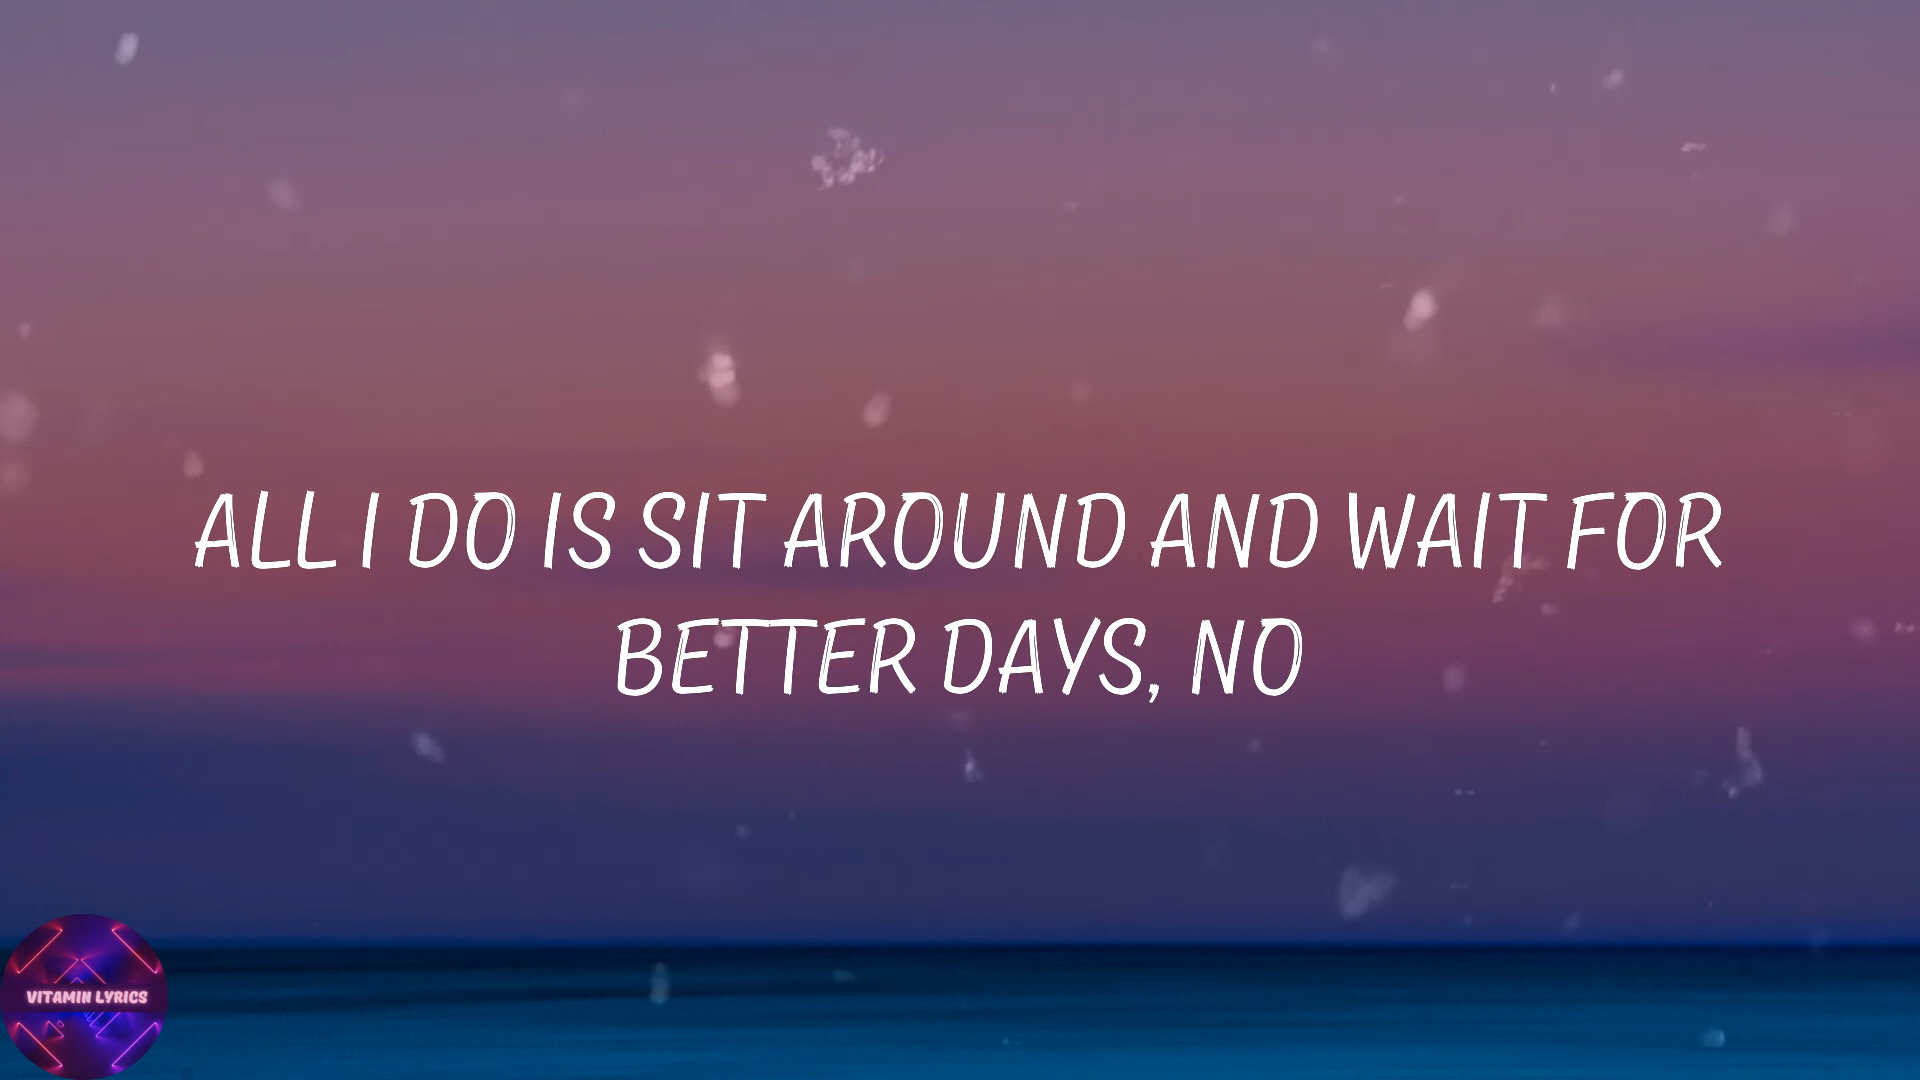 ALL I DO IS SIT AROUND AND WAIT FOR
BETTER DAYS, NO
VITAMIN LYRICS